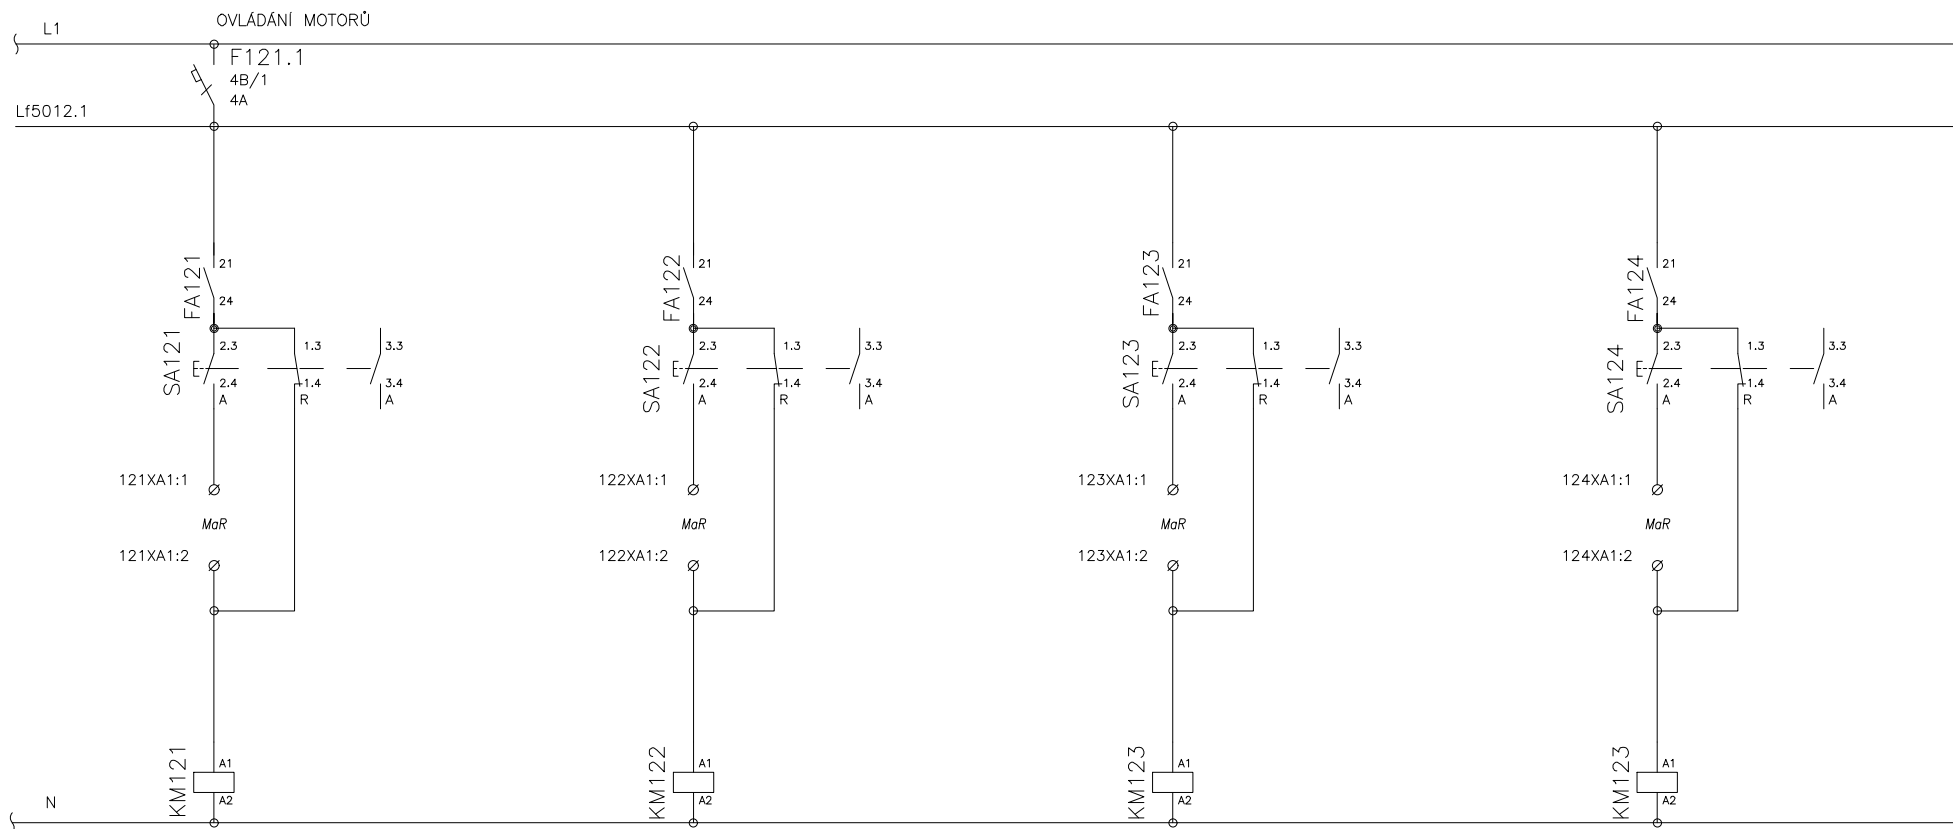 OVLÁDÁNÍ MOTORŮ
L1
F121.1
4B/1
4A
Lf5012.1
FA121
21
24
SA121
2.3
1.3
3.3
2.4
1.4
3.4
A
R
A
121XA1:1
MaR
121XA1:2
KM121
A1
A2
FA122
21
24
SA122
2.3
1.3
3.3
2.4
1.4
3.4
A
R
A
122XA1:1
MaR
122XA1:2
KM122
A1
A2
FA123
21
24
SA123
2.3
1.3
3.3
2.4
1.4
3.4
A
R
A
123XA1:1
MaR
123XA1:2
KM123
A1
A2
FA124
21
24
SA124
2.3
1.3
3.3
2.4
1.4
3.4
A
R
A
124XA1:1
MaR
124XA1:2
KM123
A1
A2
N